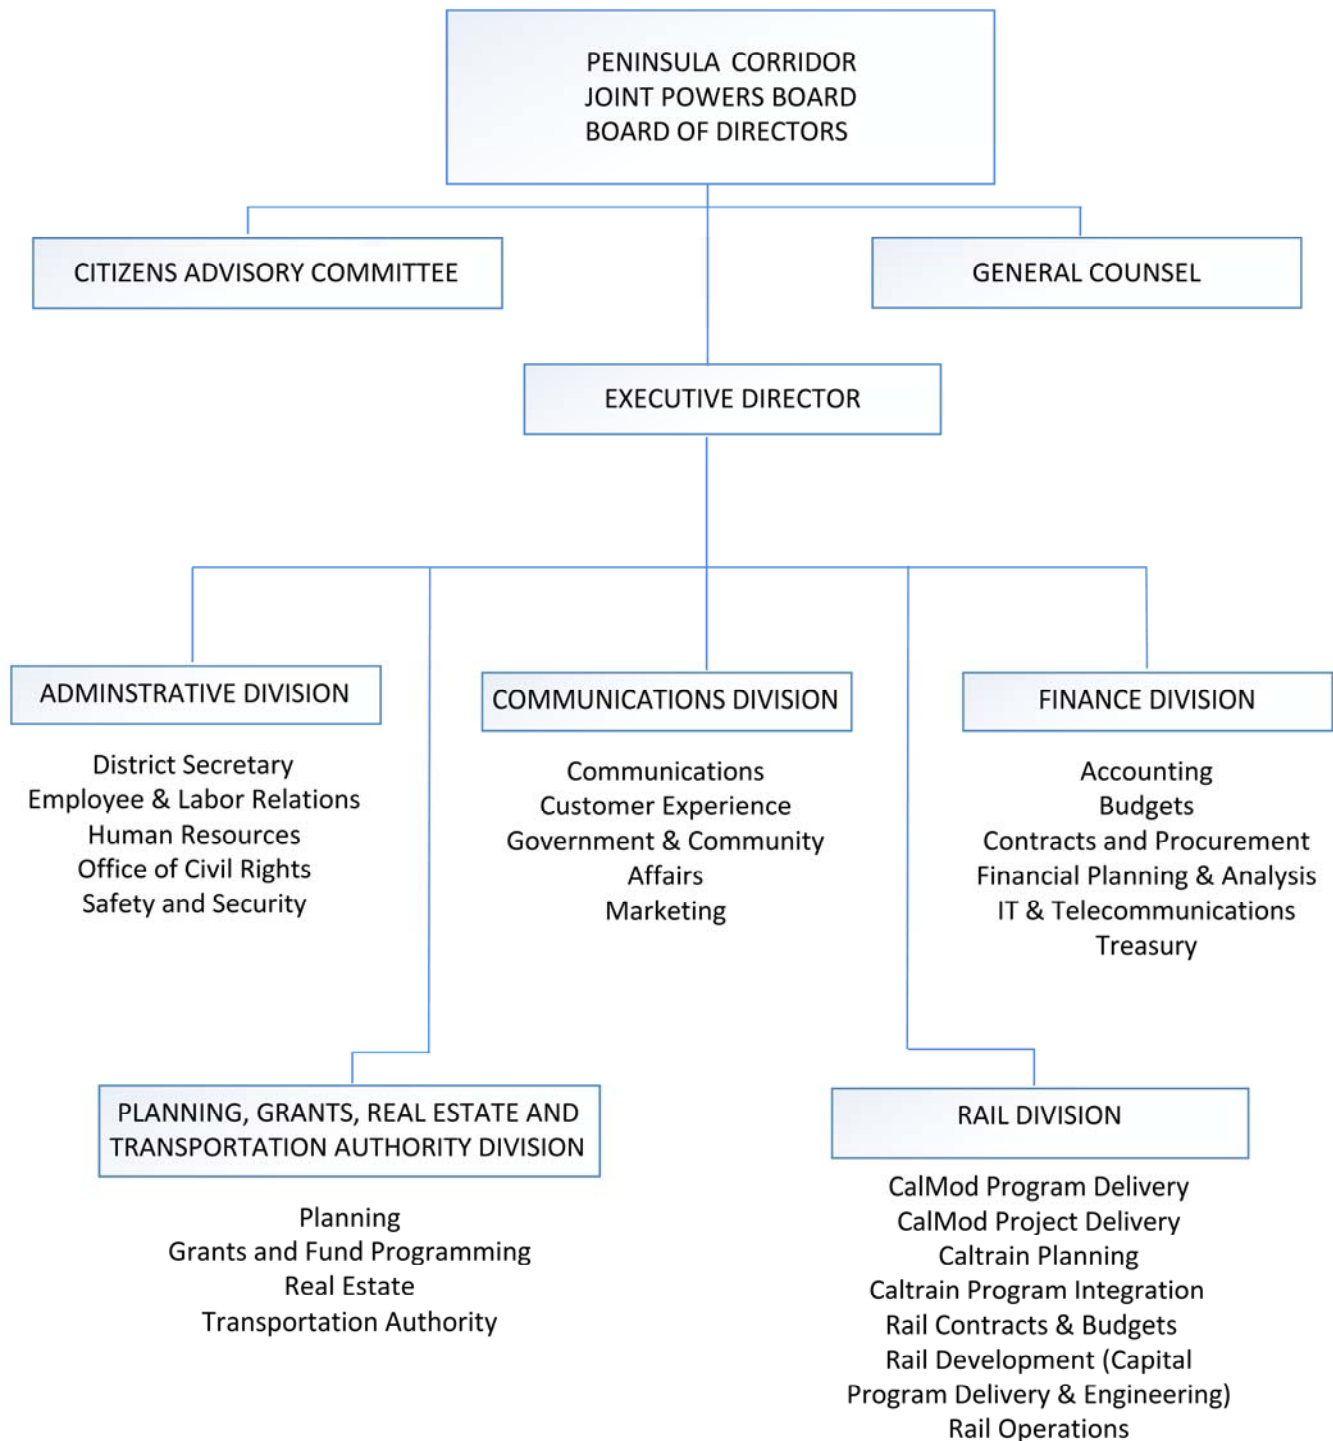 PENINSULA CORRIDOR
JOINT POWERS BOARD
BOARD OF DIRECTORS
CITIZENS ADVISORY COMMITTEE
GENERAL COUNSEL
EXECUTIVE DIRECTOR
ADMINSTRATIVE DIVISION
District Secretary
Employee & Labor Relations
Human Resources
Office of Civil Rights
Safety and Security
COMMUNICATIONS DIVISION
Communications
Customer Experience
Government & Community
Affairs
Marketing
FINANCE DIVISION
Accounting
Budgets
Contracts and Procurement
Financial Planning & Analysis
IT & Telecommunications
Treasury
PLANNING, GRANTS, REAL ESTATE AND
TRANSPORTATION AUTHORITY DIVISION
Planning
Grants and Fund Programming
Real Estate
Transportation Authority
RAIL DIVISION
CalMod Program Delivery
CalMod Project Delivery
Caltrain Planning
Caltrain Program Integration
Rail Contracts & Budgets
Rail Development (Capital
Program Delivery & Engineering)
Rail Operations